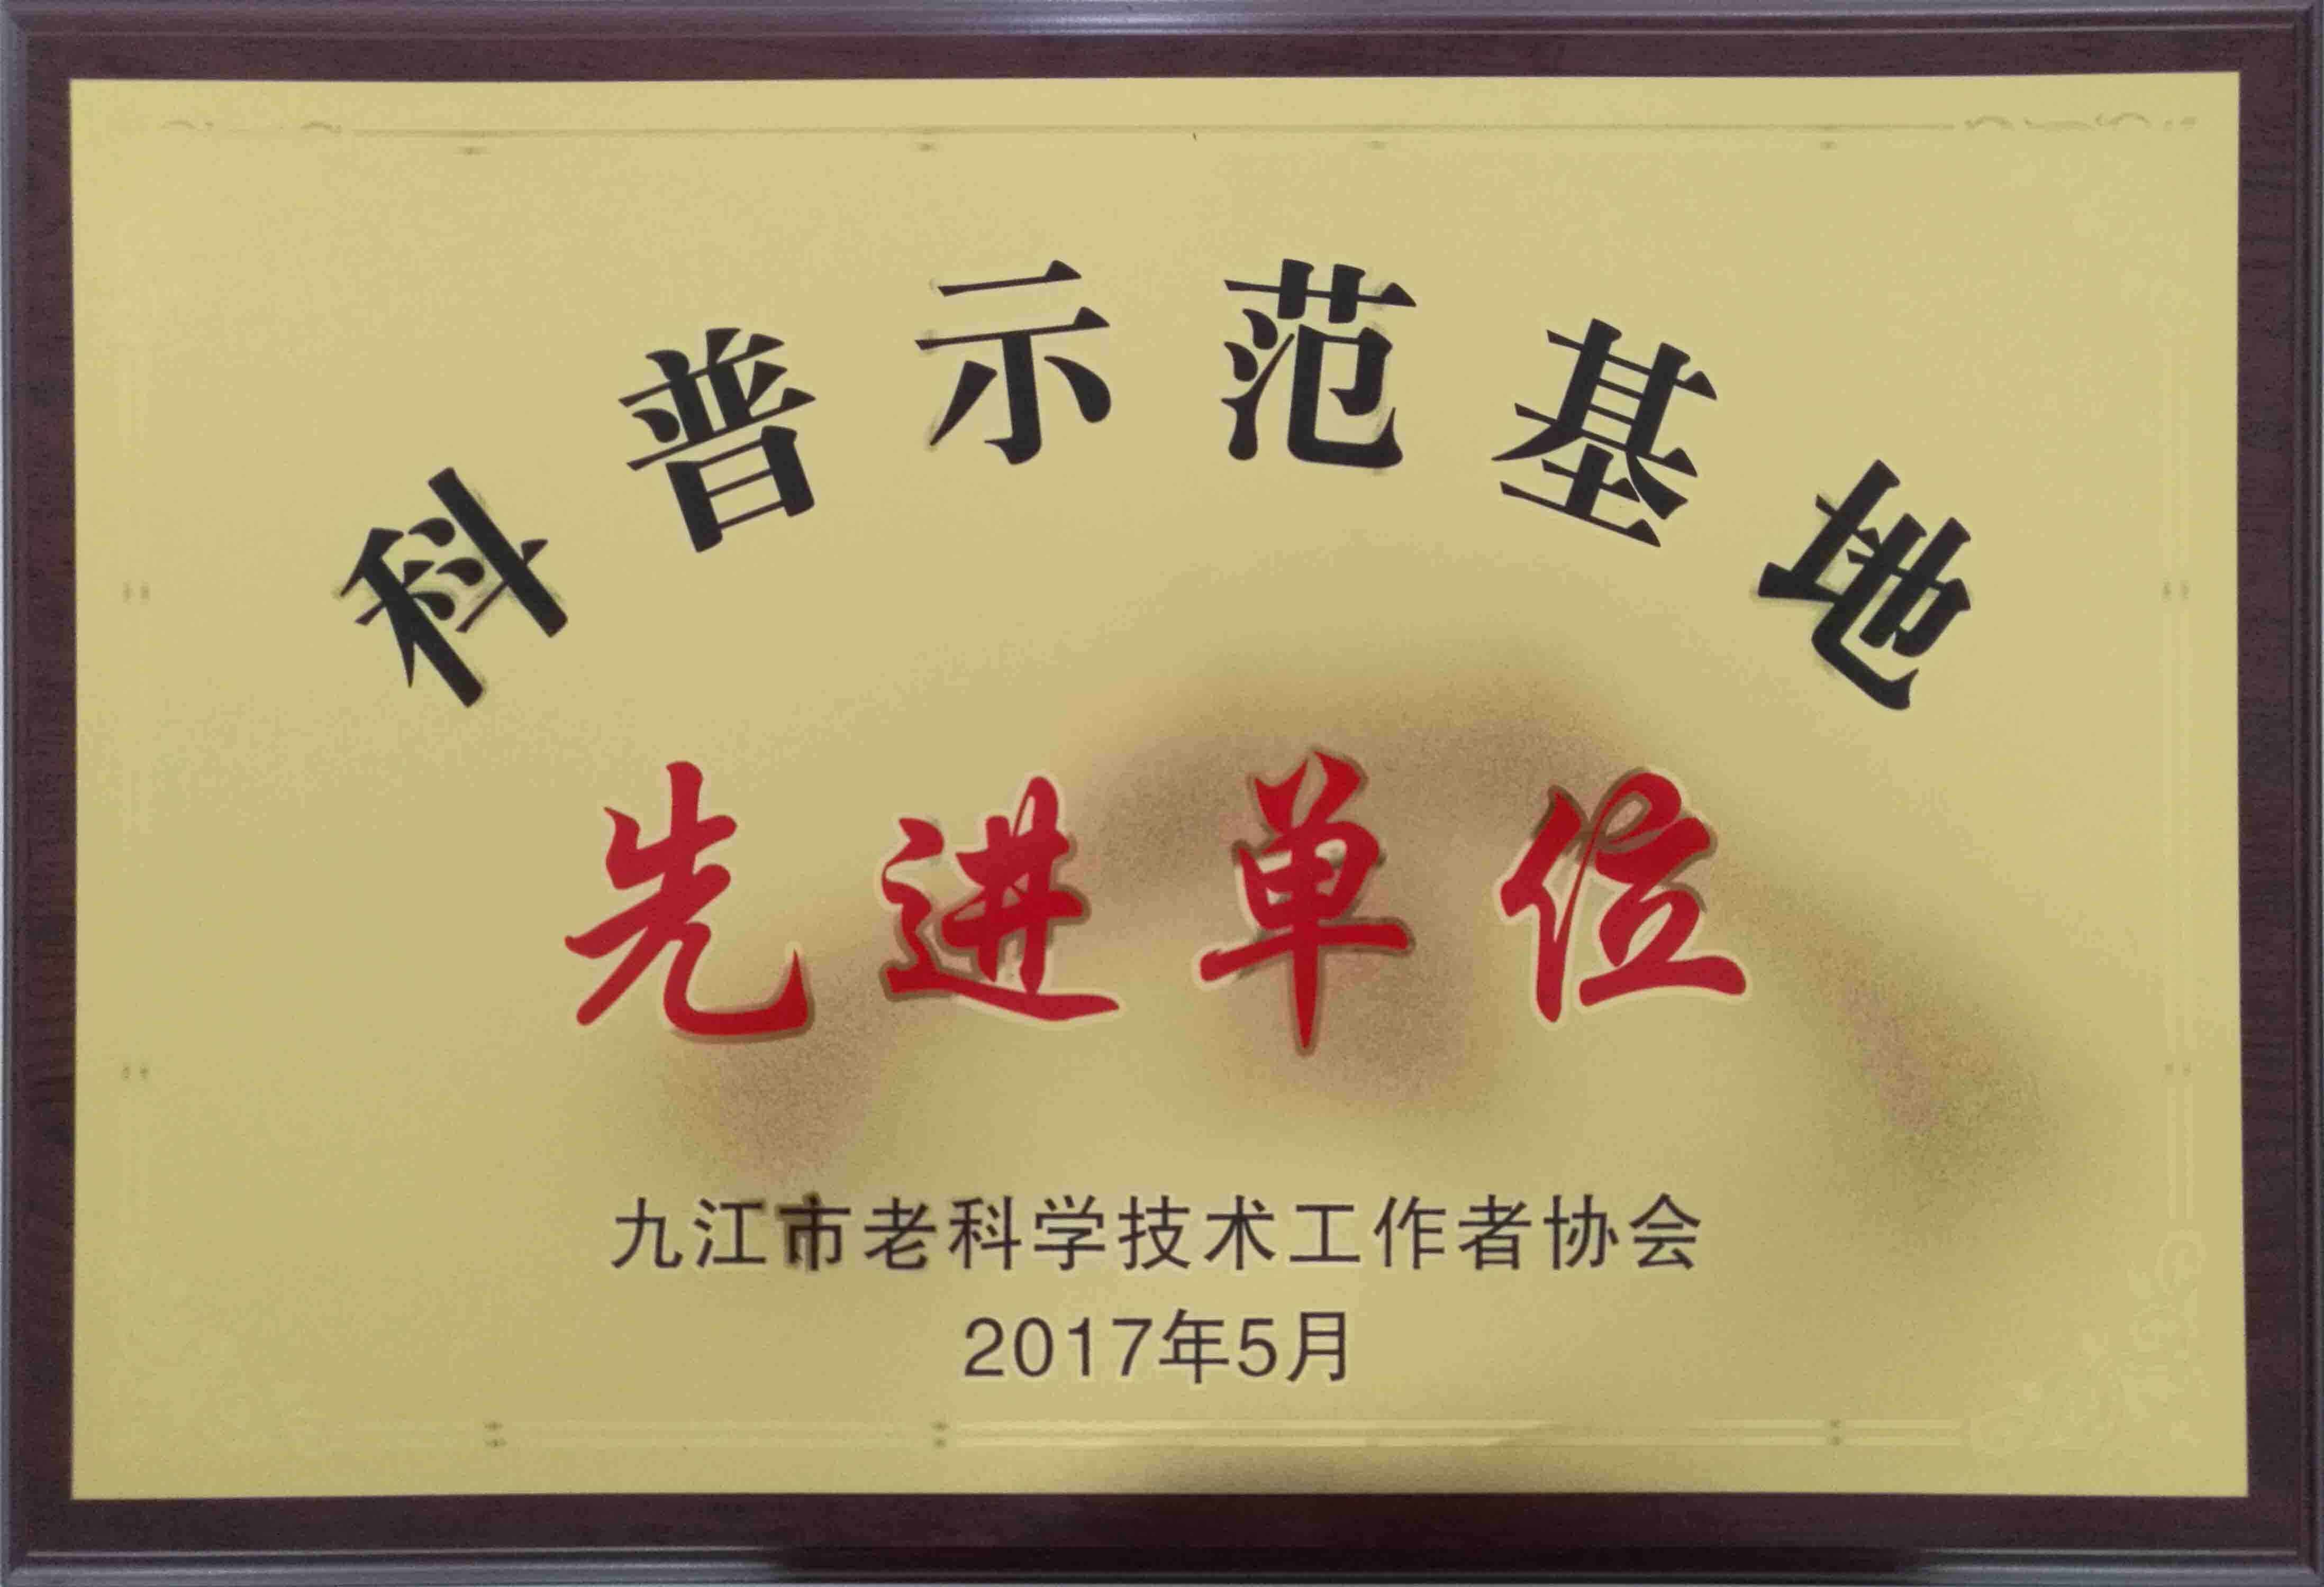 科普示范基地
先进单位
九江市老科学技术工作者协会
2017年5月